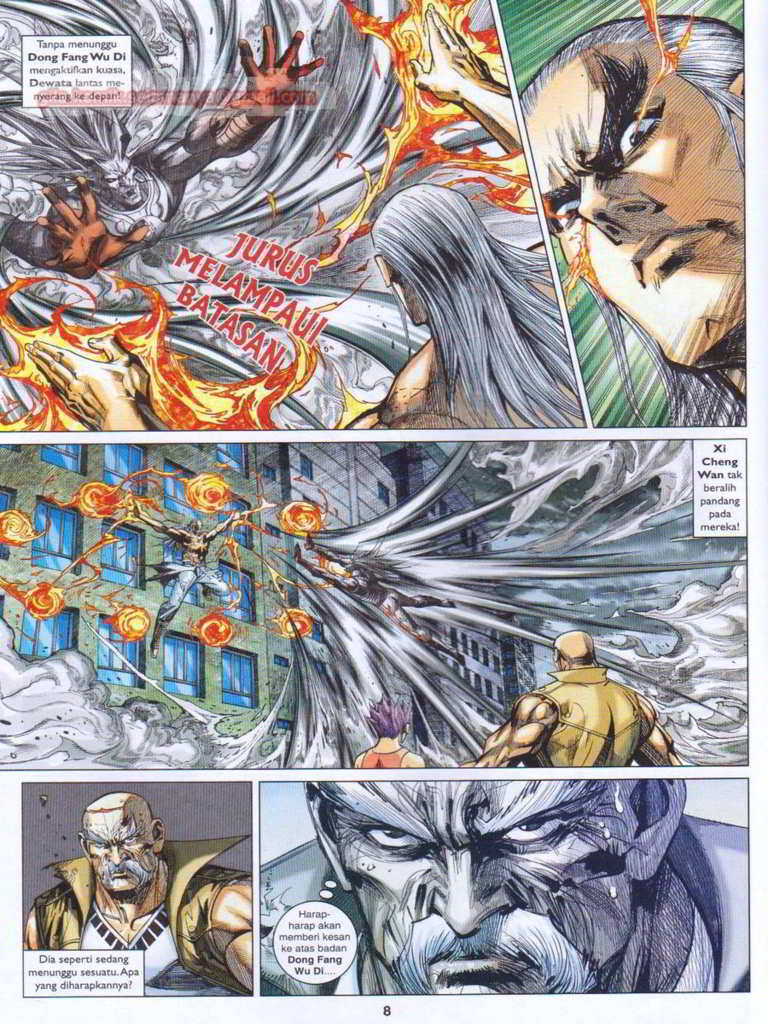 Tanpa menunggu
Dong Fang Wu Di
mengaktifkan kuasa,
Dewata lantas me-
nyerang ke depan!
JURUS
MELAMPAUI
BATASAN
Xi
Cheng
Wan tak
beralih
pandang
pada
mereka!
Dia seperti sedang
menunggu sesuatu. Apa
yang diharapkannya?
Harap-
harap akan
memberi kesan
ke atas badan
Dong Fang
Wu Di....
8